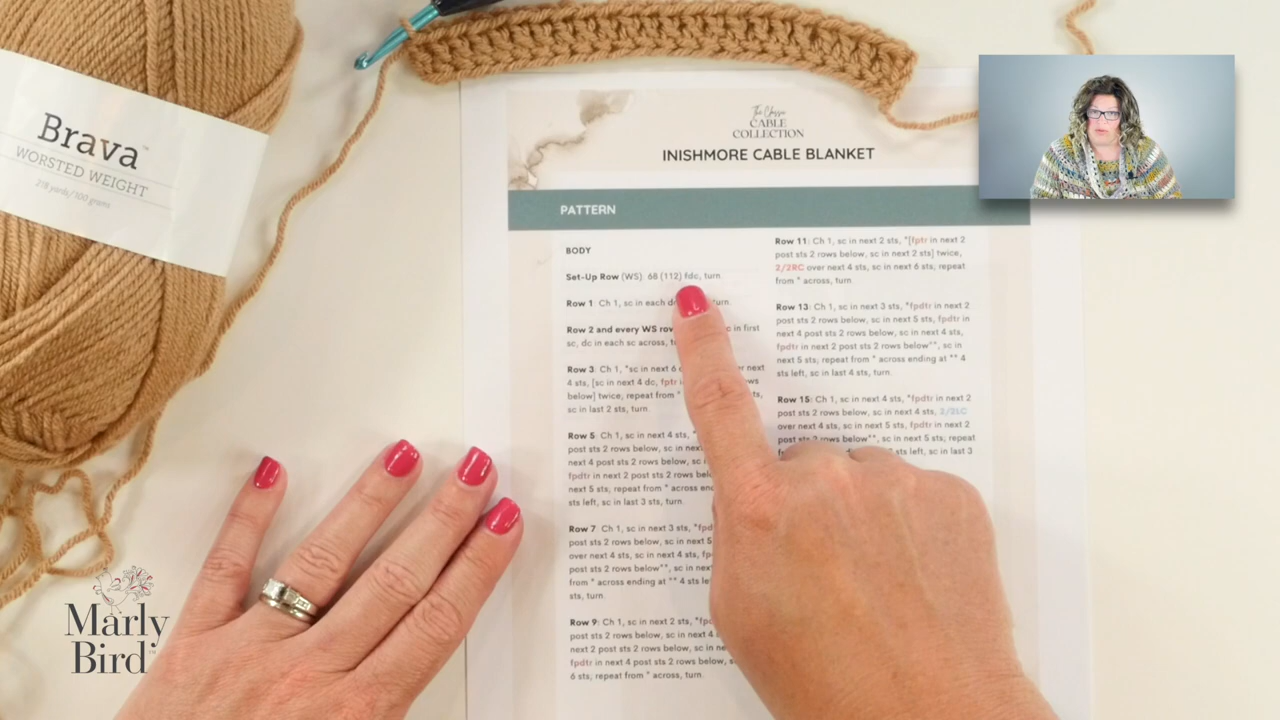 Brava™
WORSTED WEIGHT
218 yards/100 grams
The Classic
CABLE
COLLECTION
INISHMORE CABLE BLANKET
PATTERN
BODY
Set-Up Row (WS): 68 (112) fdc, turn.
Row 1: Ch 1, sc in each turn.
Row 2 and every WS row in first
sc, dc in each sc across,
Row 3: Ch 1, *sc in next 6 next
4 sts, [sc in next 4 dc, fptr
below] twice, repeat from * sts,
sc in last 2 sts, turn.
Row 5: Ch 1, sc in next 4 sts,
post sts 2 rows below, sc in
next 4 post sts 2 rows below
fpdtr in next 2 post sts 2 rows
next 5 sts; repeat from * across
sts left, sc in last 3 sts, turn.
Row 7: Ch 1, sc in next 3 sts,
post sts 2 rows below, sc in next 5
over next 4 sts, sc in next 4 sts,
post sts 2 rows below**, sc in
from * across ending at ** 4 sts
sts, turn.
Row 9: Ch 1, sc in next 2 sts,
post sts 2 rows below, sc in next 4
post sts 2 rows below, sc in
fpdtr in next 4 post sts 2 rows below,
6 sts, repeat from * across, turn.
Row 11: Ch 1, sc in next 2 sts, *[fptr in next 2
post sts 2 rows below, sc in next 2 sts] twice,
2/2RC over next 4 sts, sc in next 6 sts, repeat
from * across, turn.
Row 13: Ch 1, sc in next 3 sts, *fpdtr in next 2
post sts 2 rows below, sc in next 5 sts, fpdtr in
next 4 post sts 2 rows below, sc in next 4 sts,
fpdtr in next 2 post sts 2 rows below**, sc in
next 5 sts; repeat from * across ending at ** 4
sts left, sc in last 4 sts, turn.
Row 15: Ch 1, sc in next 4 sts, *fpdtr in next 2
post sts 2 rows below, sc in next 4 sts, 2/2LC
over next 4 sts, sc in next 5 sts, fpdtr in next 2
post sts 2 rows below**, sc in next 5 sts; repeat
sts left, sc in last 3
Marly
Bird